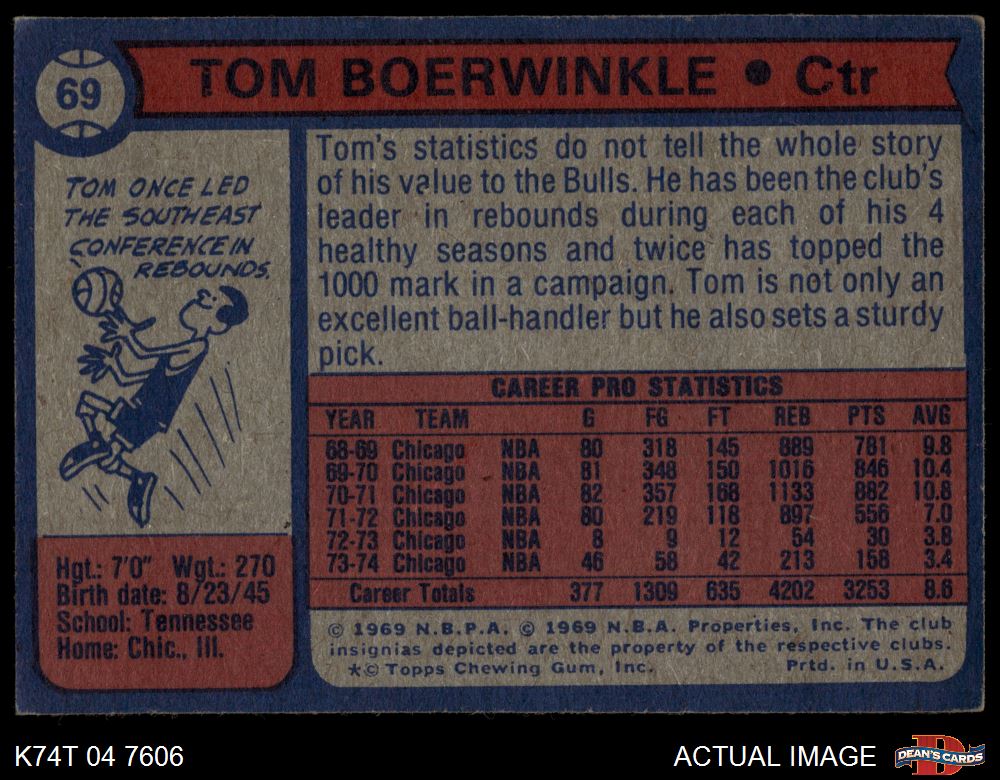 69
TOM BOERWINKLE • Ctr
TOM ONCE LED
THE SOUTHEAST
CONFERENCE IN
REBOUNDS.
Tom's statistics do not tell the whole story
of his value to the Bulls. He has been the club's
leader in rebounds during each of his 4
healthy seasons and twice has topped the
1000 mark in a campaign. Tom is not only an
excellent ball-handler but he also sets a sturdy
pick.
CAREER PRO STATISTICS
YEAR TEAM G FG FT REB PTS AVG
68-69 Chicago NBA 80 318 145 889 781 9.8
69-70 Chicago NBA 81 348 150 1016 846 10.4
70-71 Chicago NBA 82 357 168 1133 882 10.8
71-72 Chicago NBA 80 219 118 897 556 7.0
72-73 Chicago NBA 8 9 12 54 30 3.8
73-74 Chicago NBA 46 58 42 213 158 3.4
Career Totals 377 1309 635 4202 3253 8.6
Hgt.: 7'0" Wgt.: 270
Birth date: 8/23/45
School: Tennessee
Home: Chic., Ill.
© 1969 N.B.P.A. © 1969 N.B.A. Properties, Inc. The club
insignias depicted are the property of the respective clubs.
*© Topps Chewing Gum, Inc. Prtd. in U.S.A.
K74T 04 7606
ACTUAL IMAGE
D
DEAN'S CARDS